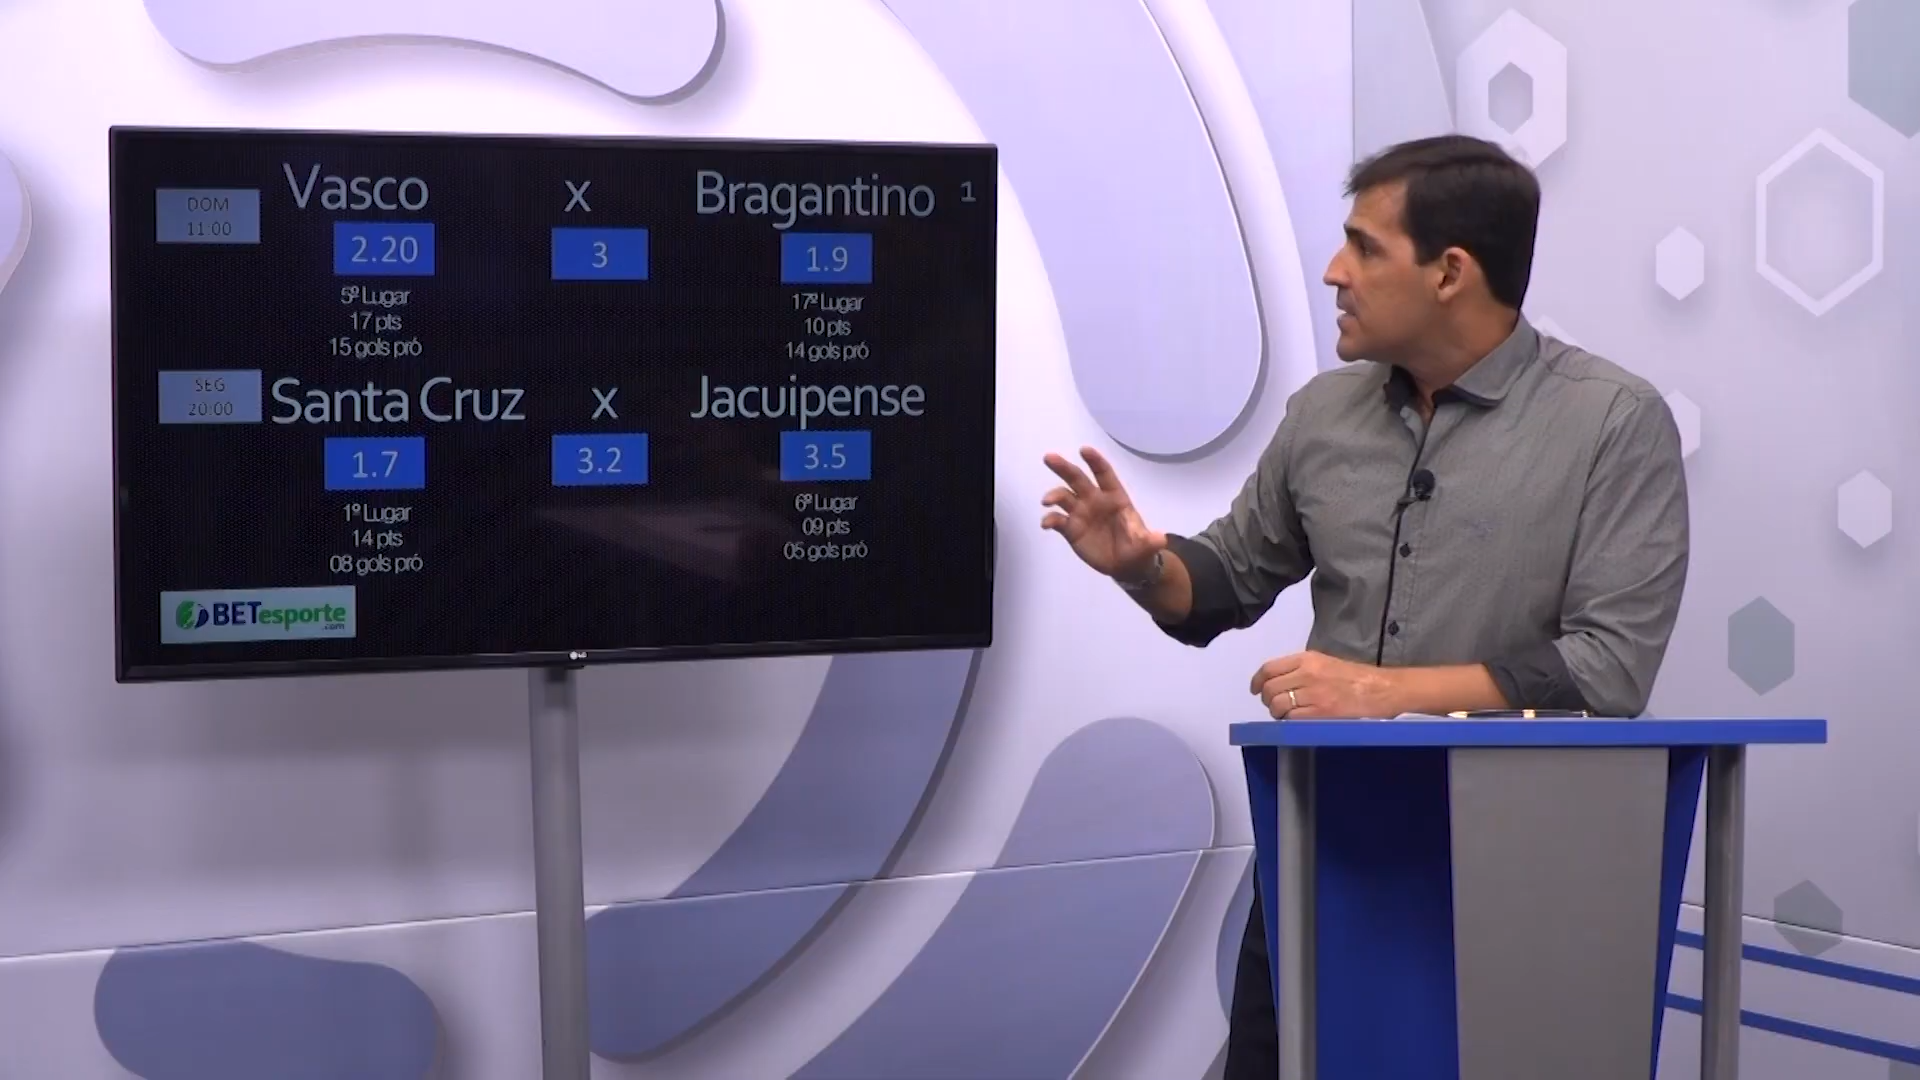 DOM
11:00
Vasco x Bragantino 1
2.20 3 1.9
5º Lugar
17 pts
15 gols pró
17º Lugar
10 pts
14 gols pró
SEG
20:00
Santa Cruz x Jacuipense
1.7 3.2 3.5
1º Lugar
14 pts
08 gols pró
6º Lugar
09 pts
05 gols pró
BETesporte
.com
LG